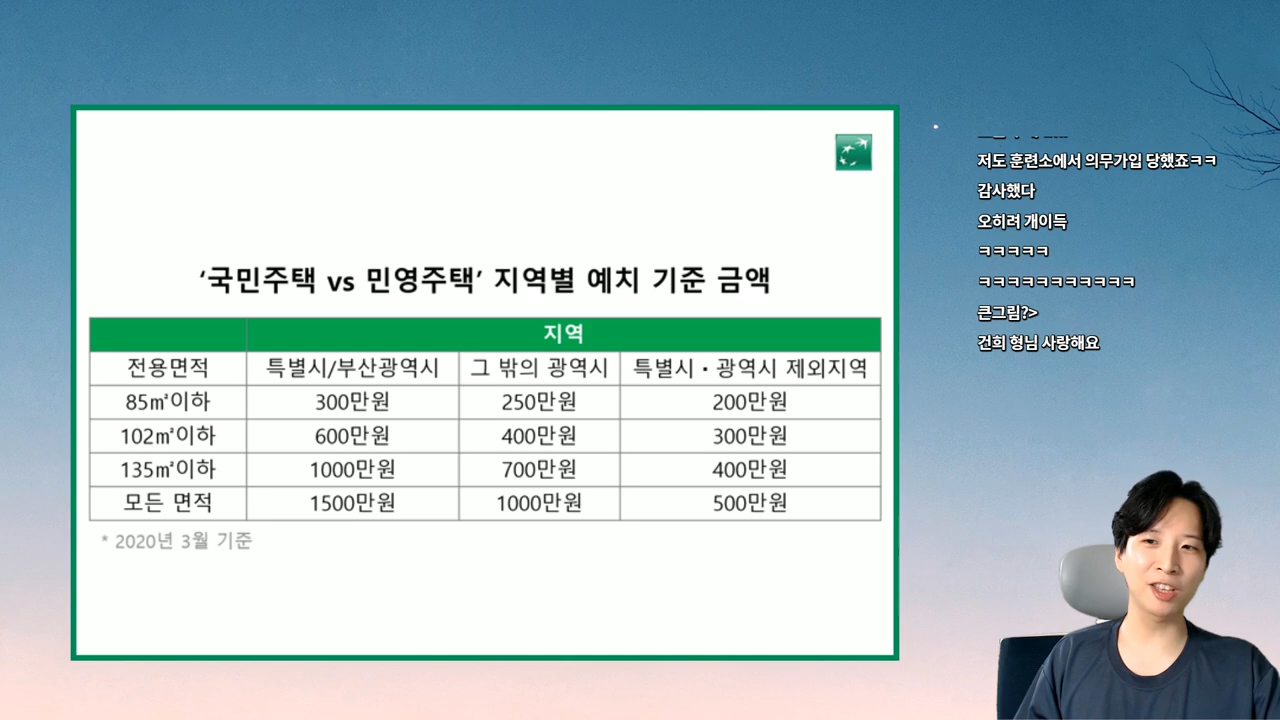 ‘국민주택 vs 민영주택’ 지역별 예치 기준 금액
지역
전용면적 특별시/부산광역시 그 밖의 광역시 특별시・광역시 제외지역
85㎡이하 300만원 250만원 200만원
102㎡이하 600만원 400만원 300만원
135㎡이하 1000만원 700만원 400만원
모든 면적 1500만원 1000만원 500만원
* 2020년 3월 기준
저도 훈련소에서 의무가입 당했죠ㅋㅋ
감사했다
오히려 개이득
ㅋㅋㅋㅋㅋ
ㅋㅋㅋㅋㅋㅋㅋㅋㅋㅋㅋ
큰그림?>
건희 형님 사랑해요